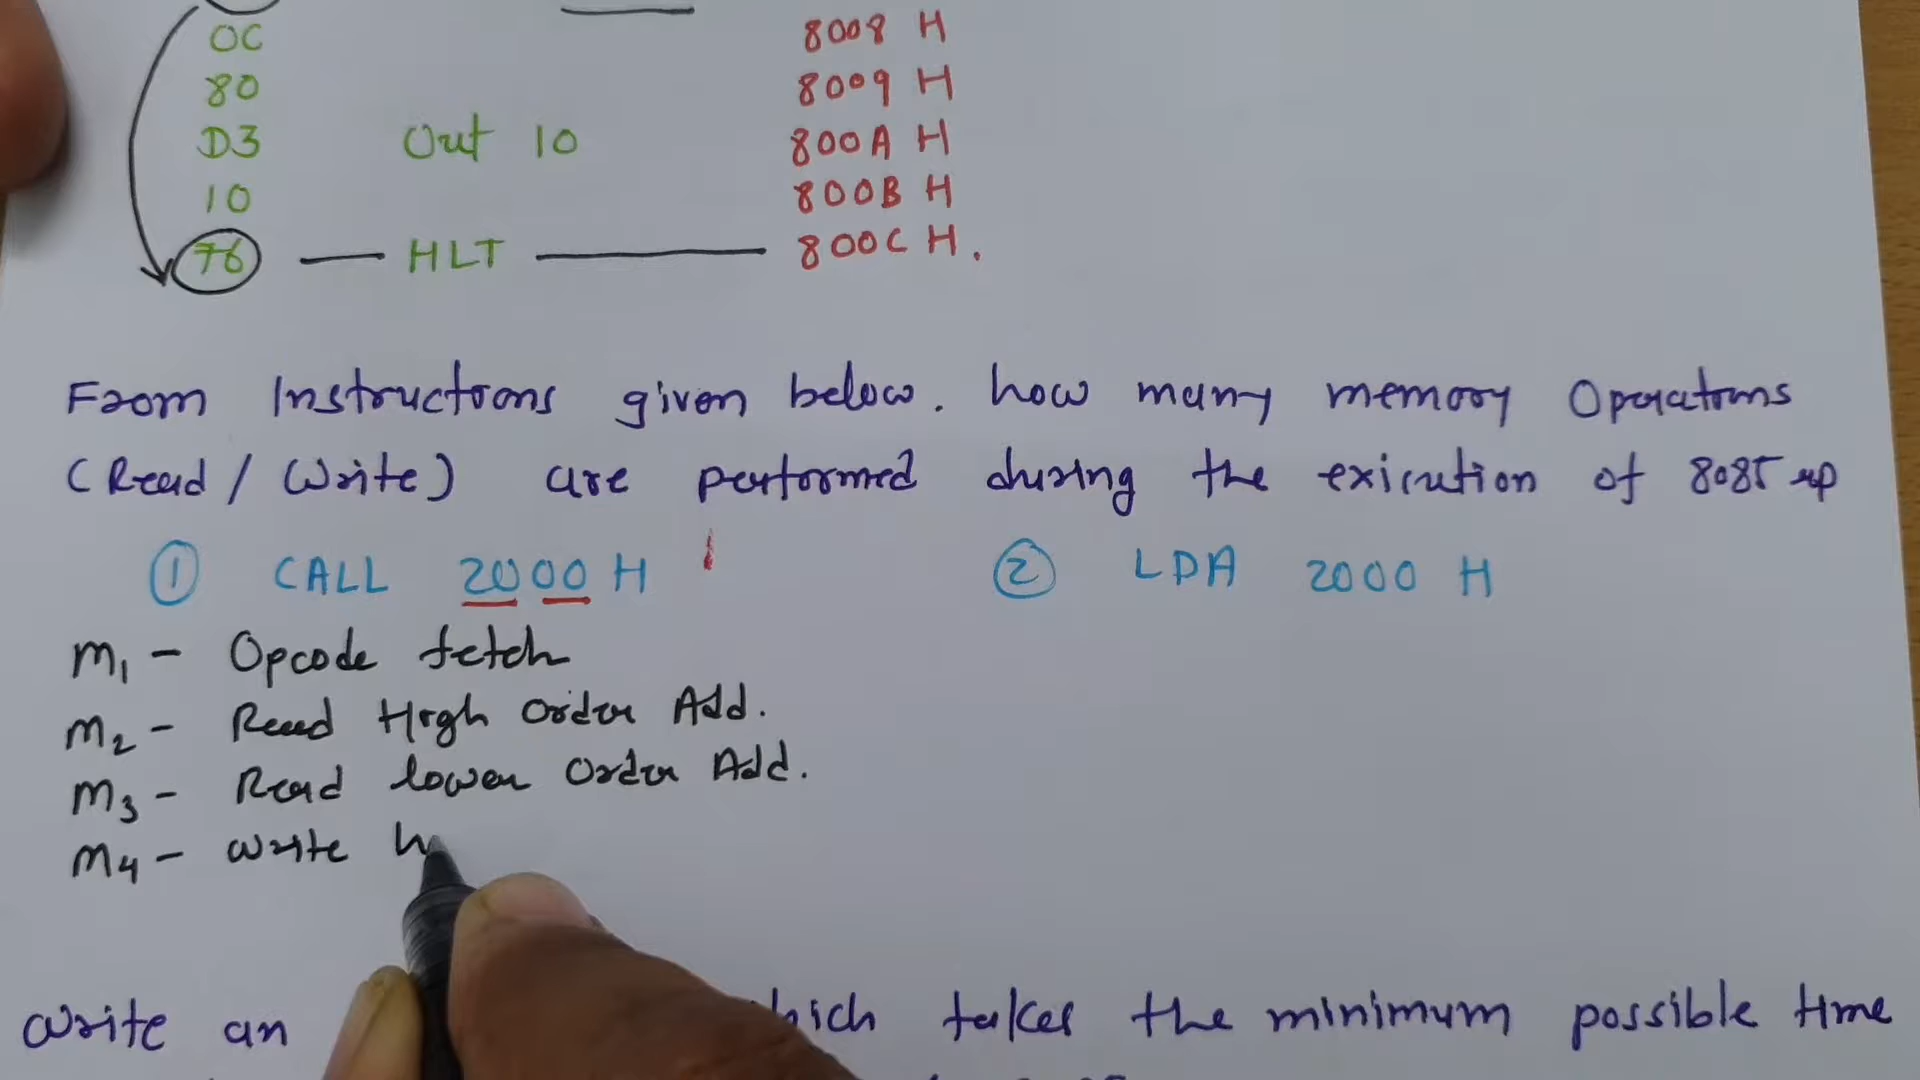 0C 8008 H
80 8009 H
D3 Out 10 800A H
10 800B H
76 — HLT — 800C H.
From Instructions given below. how many memory Operations
(Read / Write) are performed during the exicution of 8085 up
① CALL 2000 H ② LDA 2000 H
M1 - Opcode fetch
M2 - Read High Order Add.
M3 - Read lower Order Add.
M4 - write
Write an which takes the minimum possible time